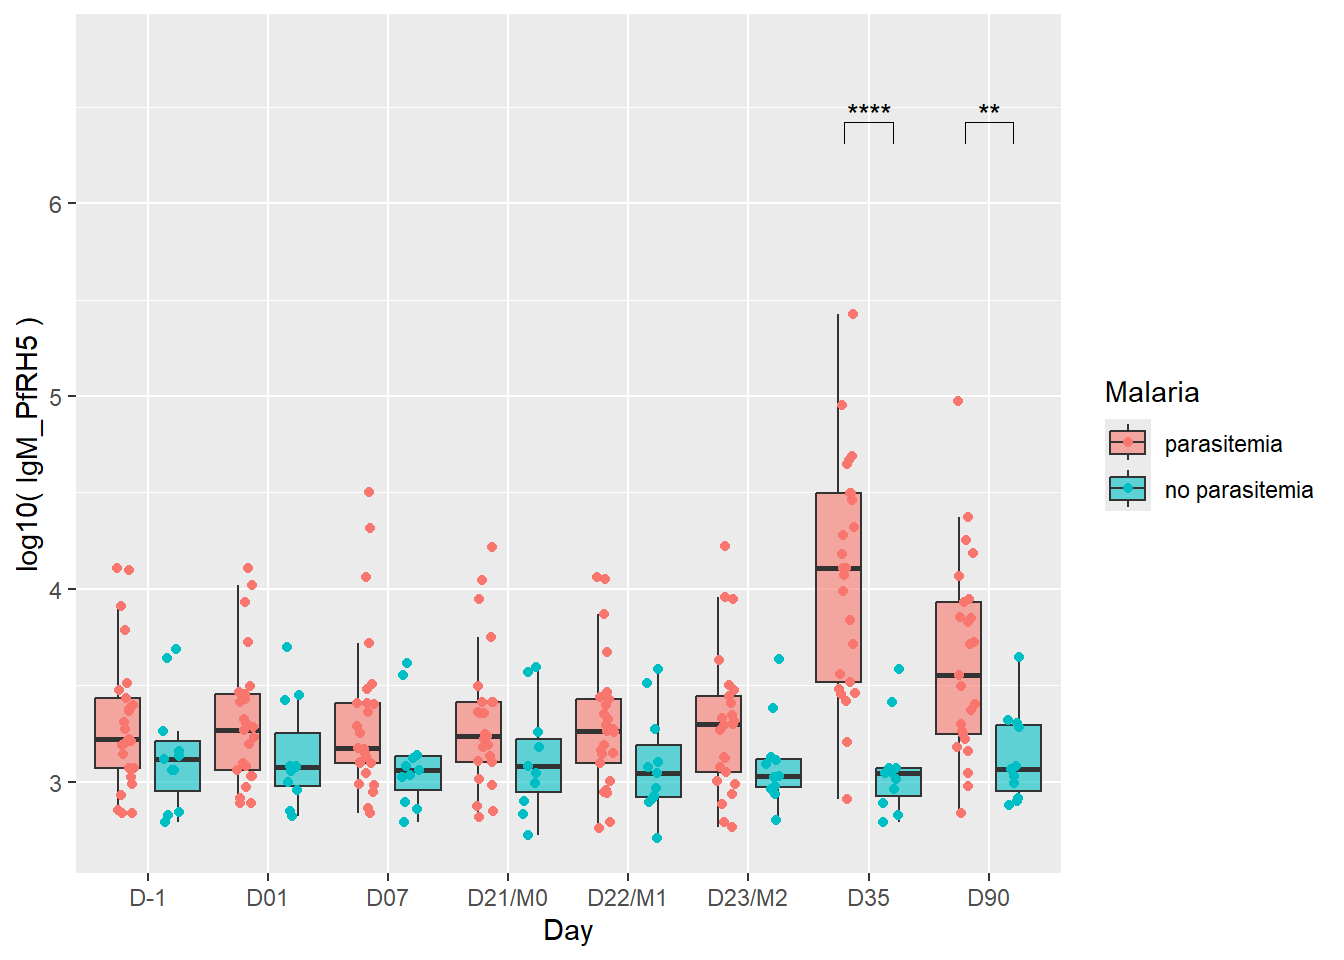 **** **
6
5
4
3
log10( IgM_PfRH5 )
D-1 D01 D07 D21/M0 D22/M1 D23/M2 D35 D90
Day
Malaria
parasitemia
no parasitemia